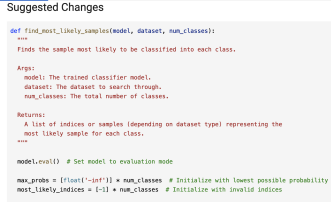 Suggested Changes
def find_most_likely_samples(model, dataset, num_classes):
"""
Finds the sample most likely to be classified into each class.
Args:
model: The trained classifier model.
dataset: The dataset to search through.
num_classes: The total number of classes.
Returns:
A list of indices or samples (depending on dataset type) representing the
most likely sample for each class.
"""
model.eval()  # Set model to evaluation mode
max_probs = [float('-inf')] * num_classes  # Initialize with lowest possible probability
most_likely_indices = [-1] * num_classes  # Initialize with invalid indices